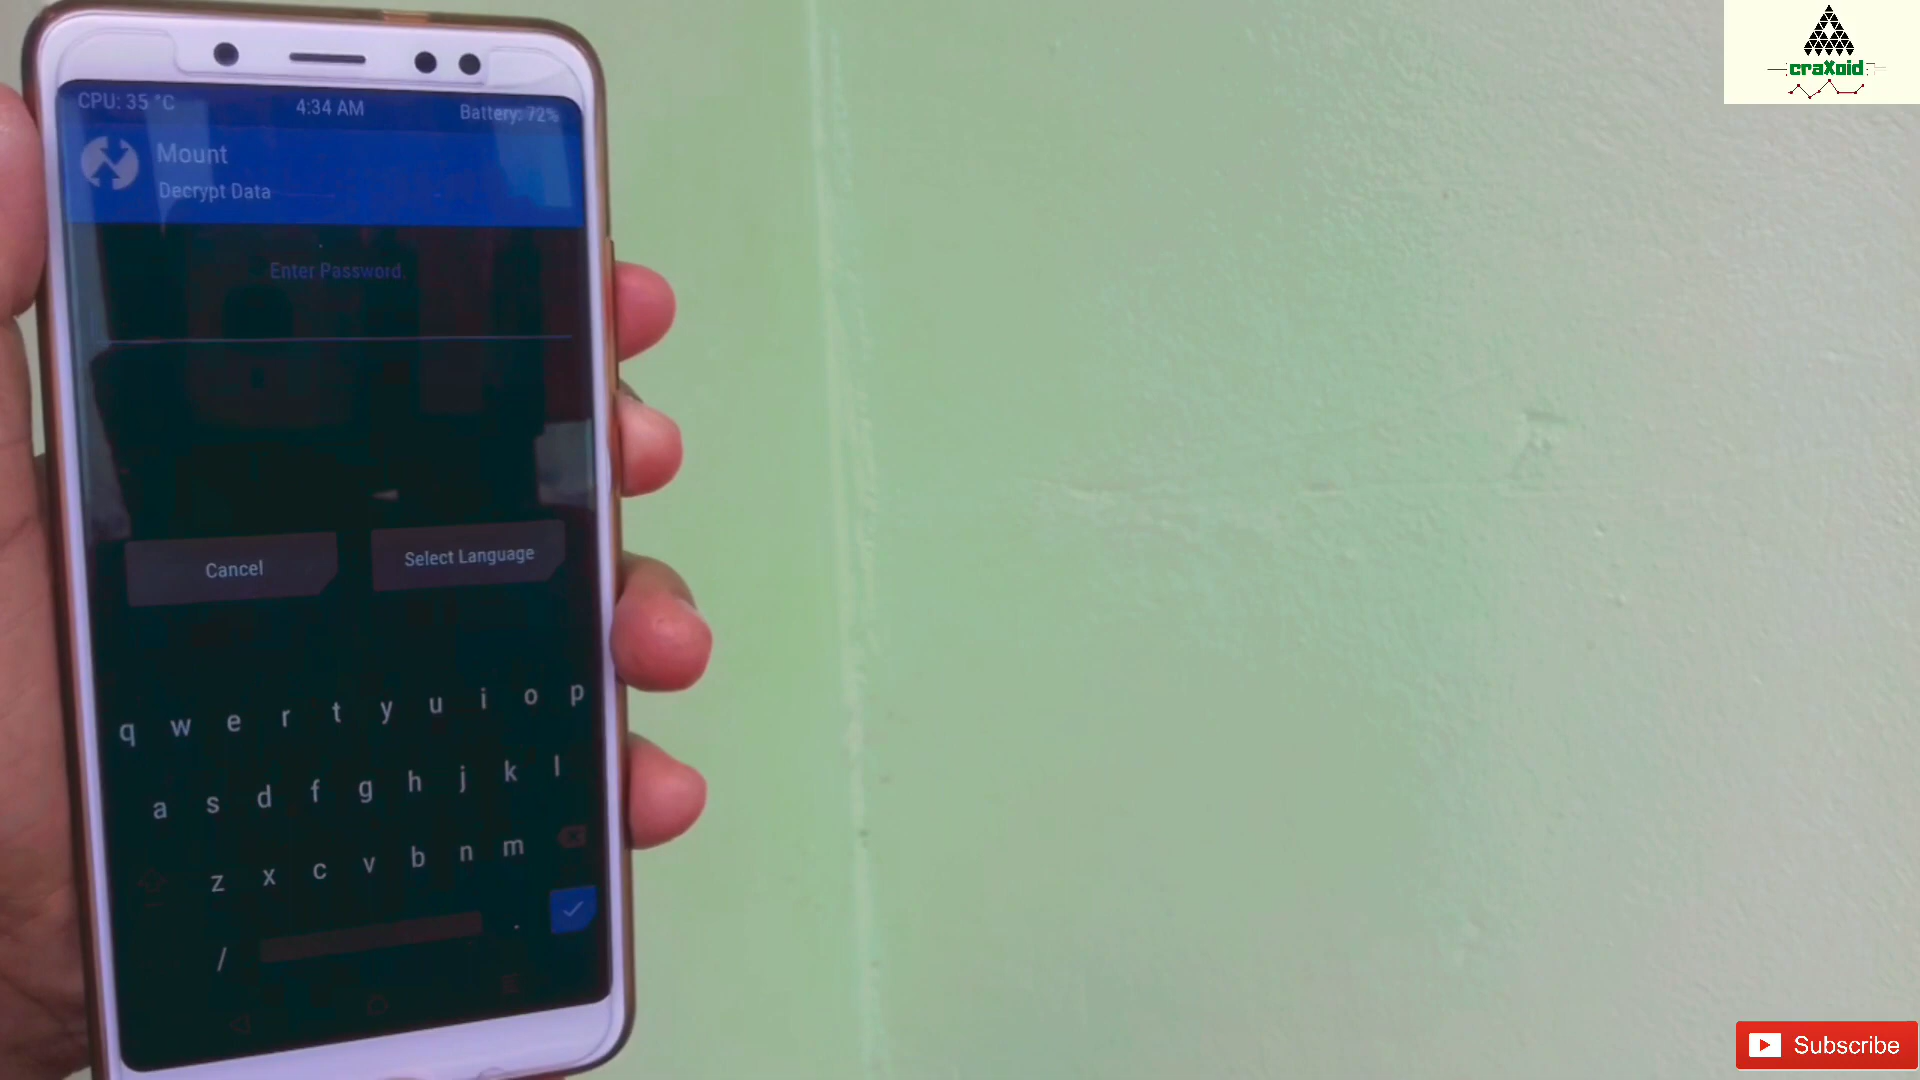 craXoid
CPU: 35 °C 4:34 AM Battery: 72%
Mount
Decrypt Data
Enter Password.
Cancel Select Language
q w e r t y u i o p
a s d f g h j k l
z x c v b n m
/ .
Subscribe